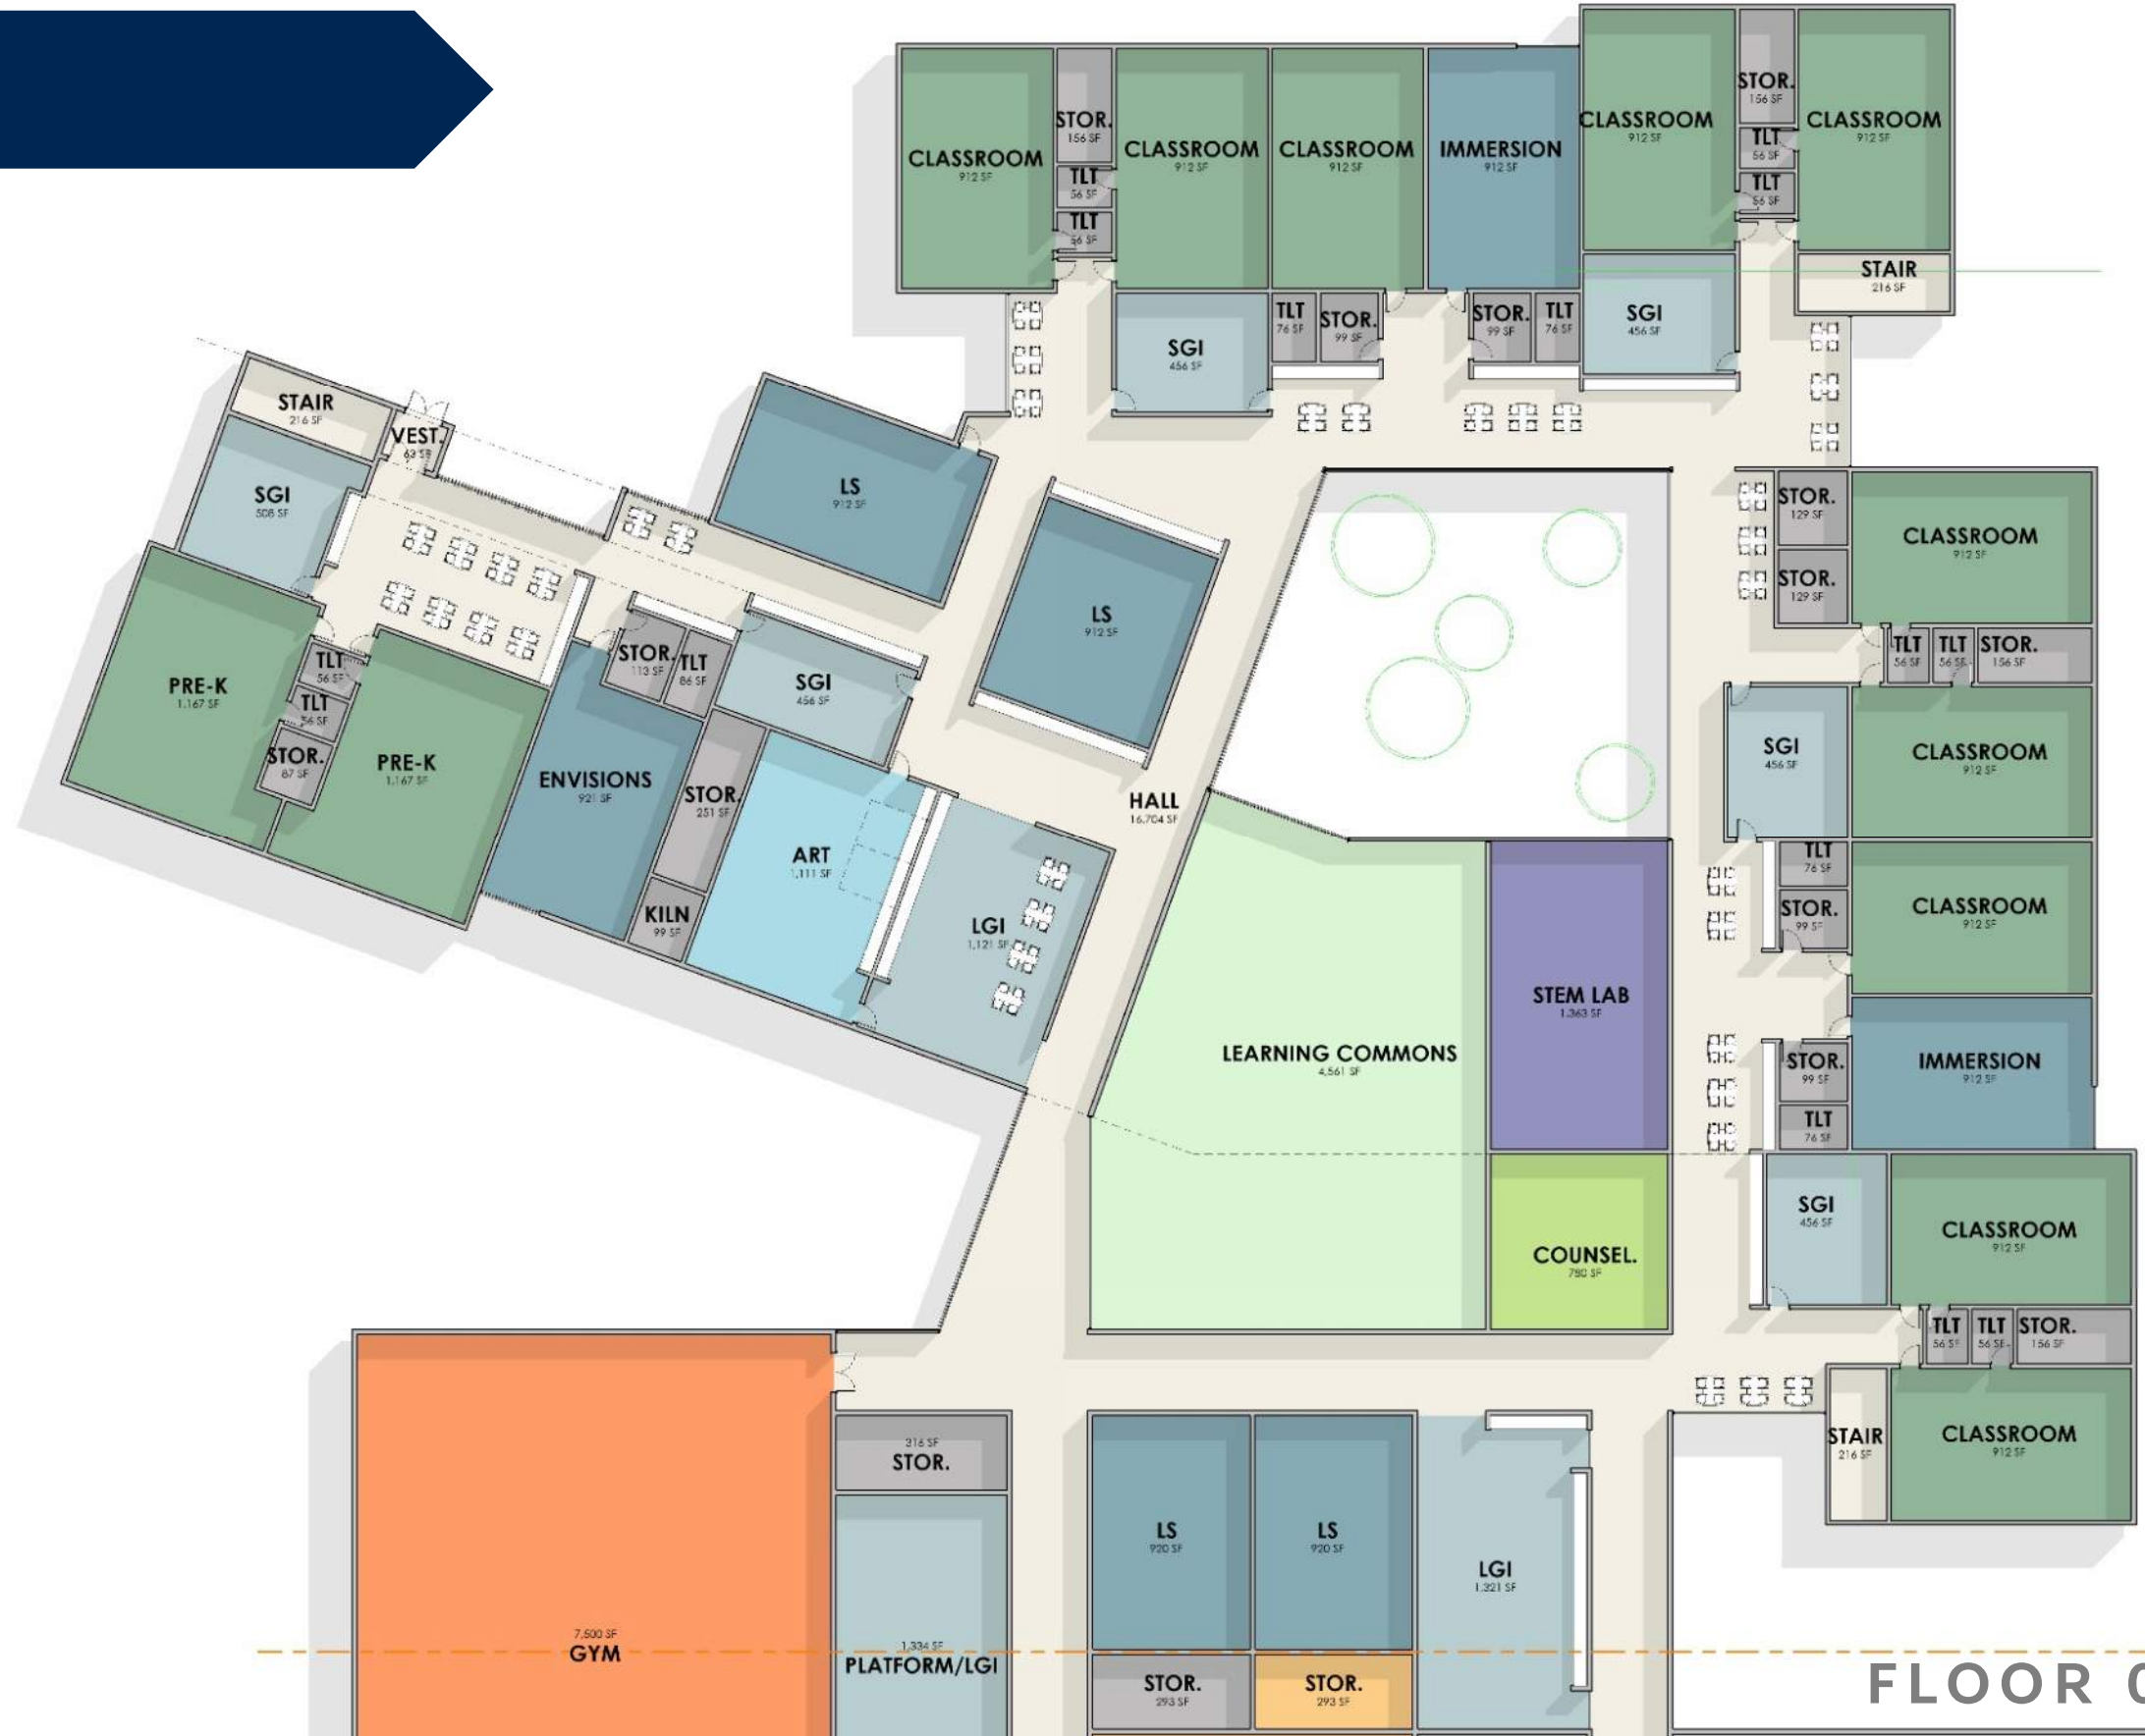 CLASSROOM
912 SF
STOR.
156 SF
TLT
56 SF
TLT
56 SF
CLASSROOM
912 SF
CLASSROOM
912 SF
IMMERSION
912 SF
CLASSROOM
912 SF
STOR.
156 SF
TLT
56 SF
TLT
56 SF
CLASSROOM
912 SF
STAIR
216 SF
SGI
456 SF
TLT
76 SF
STOR.
99 SF
STOR.
99 SF
TLT
76 SF
SGI
456 SF
STAIR
216 SF
VEST.
63 SF
SGI
508 SF
LS
912 SF
LS
912 SF
PRE-K
1,167 SF
TLT
56 SF
TLT
56 SF
STOR.
87 SF
PRE-K
1,167 SF
STOR.
113 SF
TLT
86 SF
SGI
456 SF
ENVISIONS
921 SF
STOR.
251 SF
KILN
99 SF
ART
1,111 SF
LGI
1,121 SF
HALL
16,704 SF
STOR.
129 SF
STOR.
129 SF
CLASSROOM
912 SF
TLT
56 SF
TLT
56 SF
STOR.
156 SF
SGI
456 SF
CLASSROOM
912 SF
TLT
76 SF
STOR.
99 SF
CLASSROOM
912 SF
STEM LAB
1,363 SF
LEARNING COMMONS
4,561 SF
STOR.
99 SF
TLT
76 SF
IMMERSION
912 SF
COUNSEL.
780 SF
SGI
456 SF
CLASSROOM
912 SF
TLT
56 SF
TLT
56 SF
STOR.
156 SF
STAIR
216 SF
CLASSROOM
912 SF
316 SF
STOR.
7,500 SF
GYM
1,334 SF
PLATFORM/LGI
LS
920 SF
LS
920 SF
LGI
1,321 SF
STOR.
293 SF
STOR.
293 SF
FLOOR 0